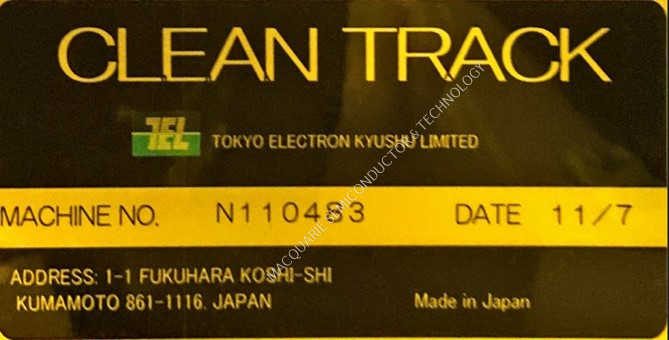 CLEAN TRACK
TEL TOKYO ELECTRON KYUSHU LIMITED
MACHINE NO. N110483 DATE 11/7
ADDRESS: 1-1 FUKUHARA KOSHI-SHI
KUMAMOTO 861-1116. JAPAN Made in Japan
MACQUARIE SEMICONDUCTOR & TECHNOLOGY